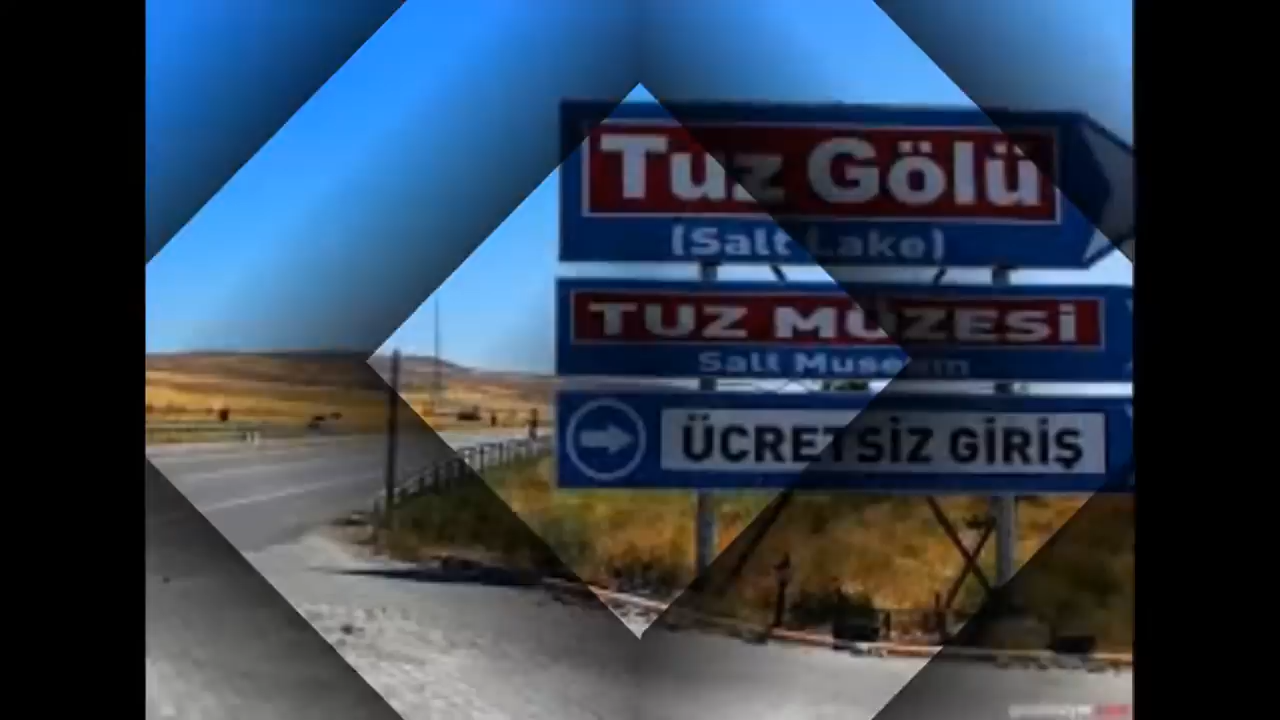 Tuz Gölü
(Salt Lake)
TUZ MÜZESİ
Salt Museum
ÜCRETSİZ GİRİŞ